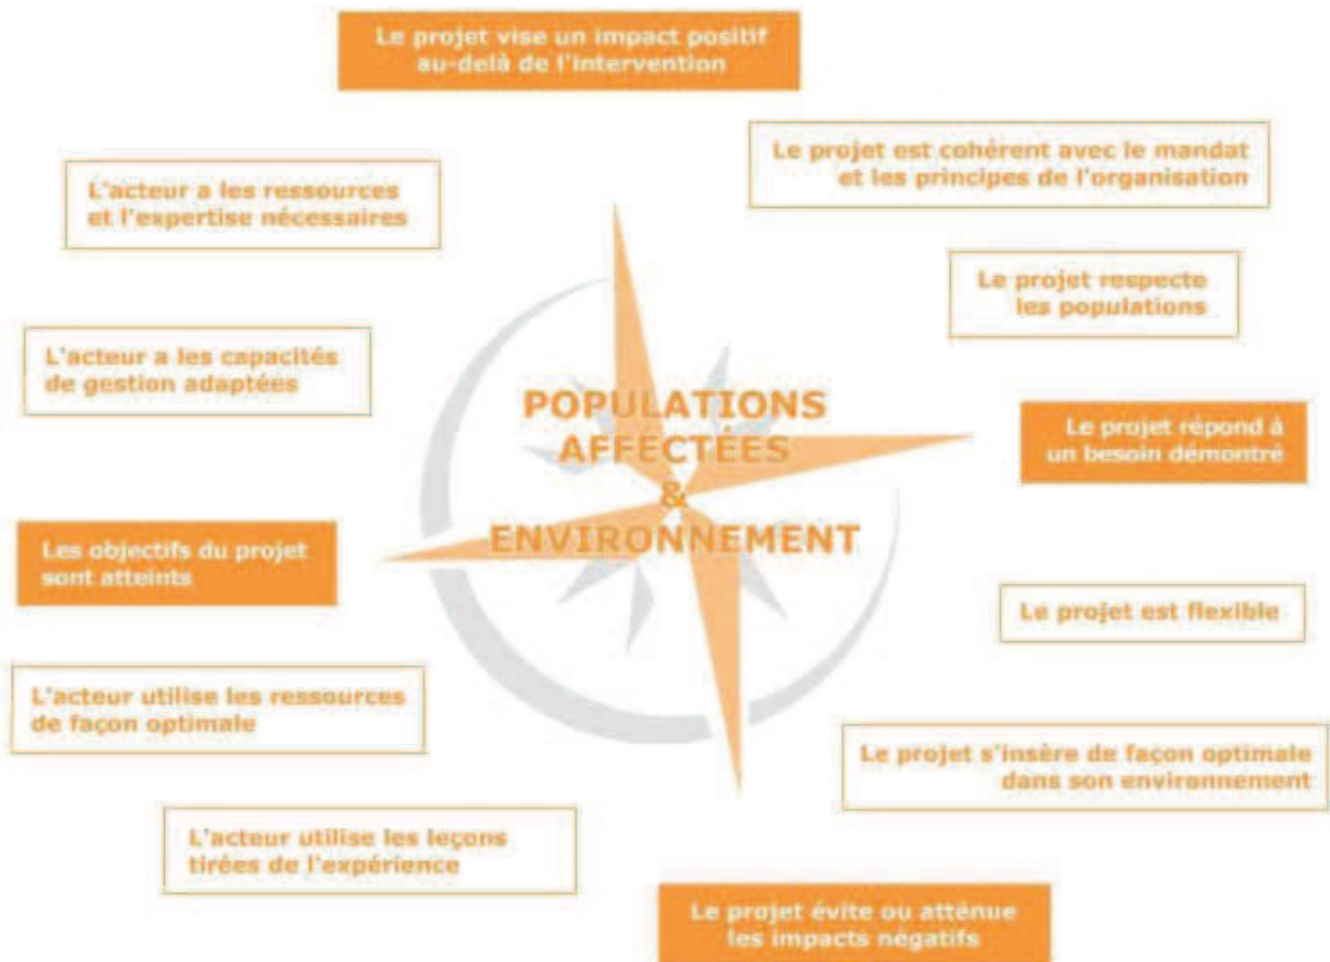 Le projet vise un impact positif
au-delà de l'intervention
Le projet est cohérent avec le mandat
et les principes de l'organisation
L'acteur a les ressources
et l'expertise nécessaires
Le projet respecte
les populations
L'acteur a les capacités
de gestion adaptées
POPULATIONS
AFFECTÉES
&
ENVIRONNEMENT
Le projet répond à
un besoin démontré
Les objectifs du projet
sont atteints
Le projet est flexible
L'acteur utilise les ressources
de façon optimale
Le projet s'insère de façon optimale
dans son environnement
L'acteur utilise les leçons
tirées de l'expérience
Le projet évite ou atténue
les impacts négatifs